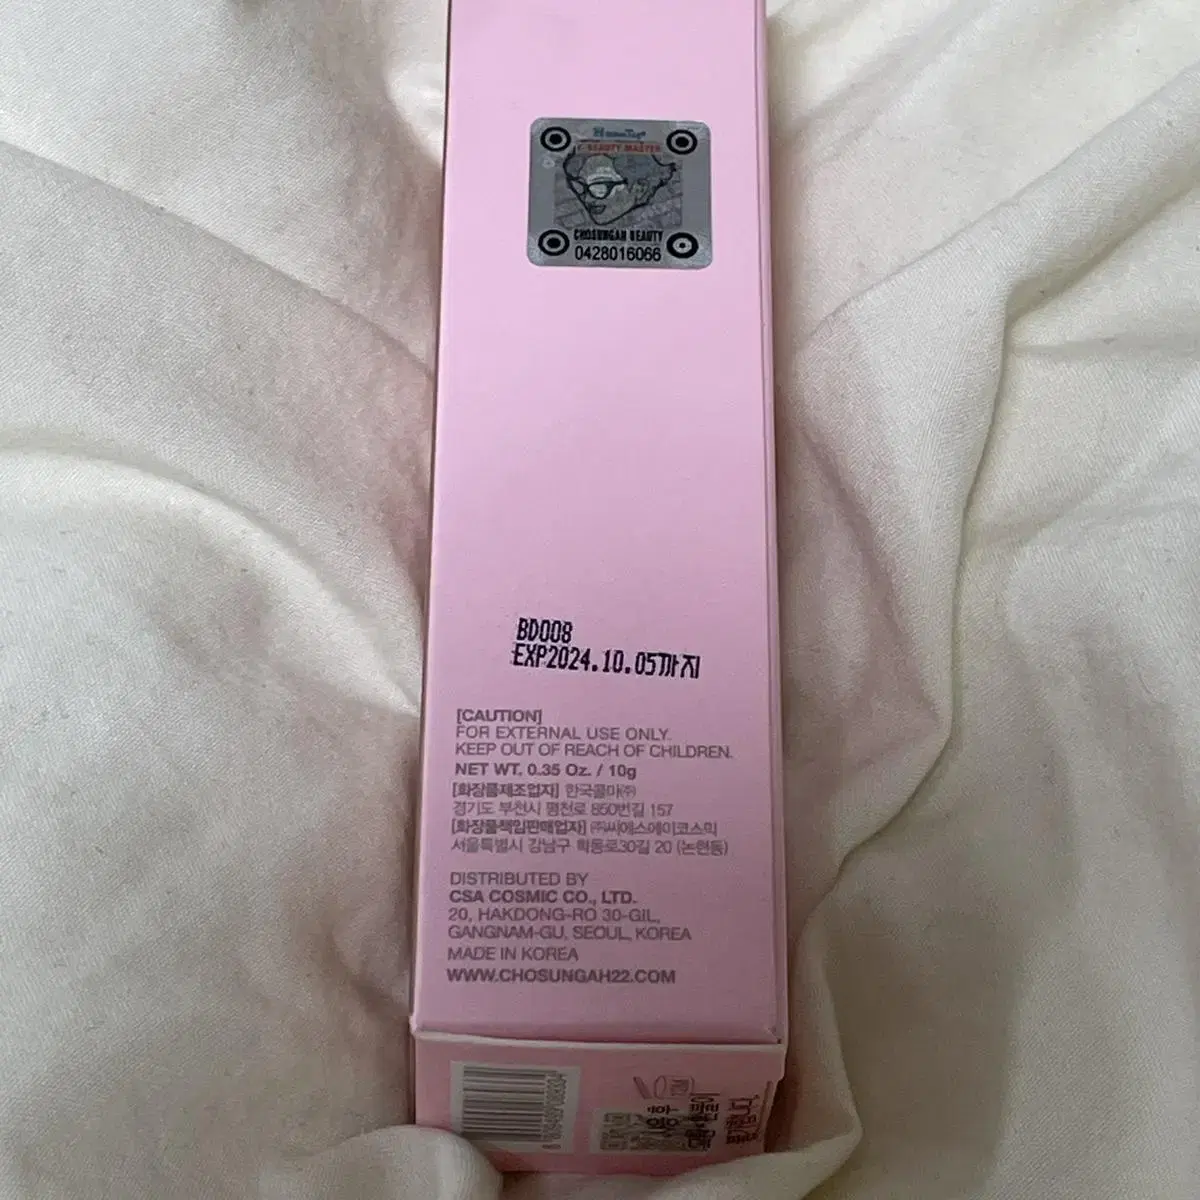 K-BEAUTY MASTER
CHOSUNGAH BEAUTY
0428016066
BD008
EXP2024.10.05까지
[CAUTION]
FOR EXTERNAL USE ONLY.
KEEP OUT OF REACH OF CHILDREN.
NET WT. 0.35 Oz. / 10g
[화장품제조업자] 한국콜마㈜
경기도 부천시 평천로 850번길 157
[화장품책임판매업자] ㈜씨에스에이코스믹
서울특별시 강남구 학동로30길 20 (논현동)
DISTRIBUTED BY
CSA COSMIC CO., LTD.
20, HAKDONG-RO 30-GIL,
GANGNAM-GU, SEOUL, KOREA
MADE IN KOREA
WWW.CHOSUNGAH22.COM